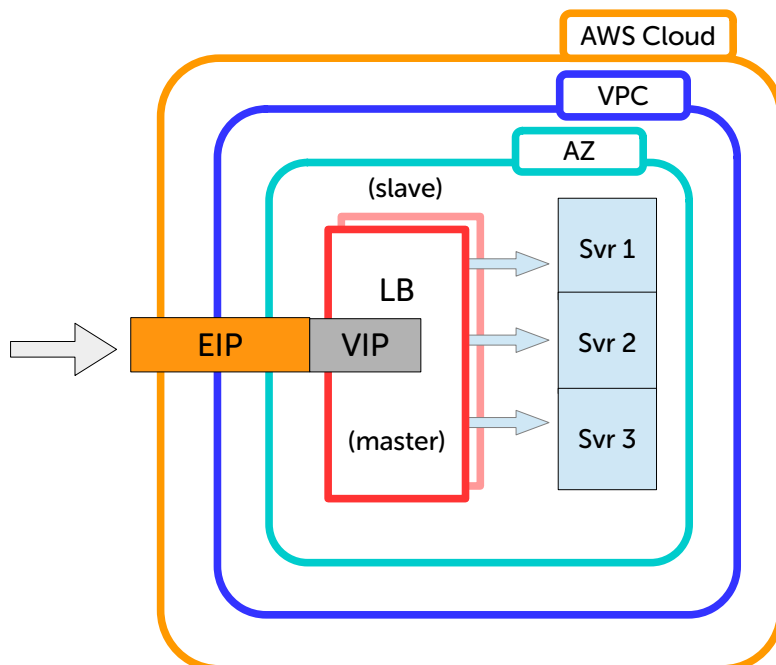 AWS Cloud
VPC
AZ
(slave)
Svr 1
LB
EIP
VIP
Svr 2
(master)
Svr 3